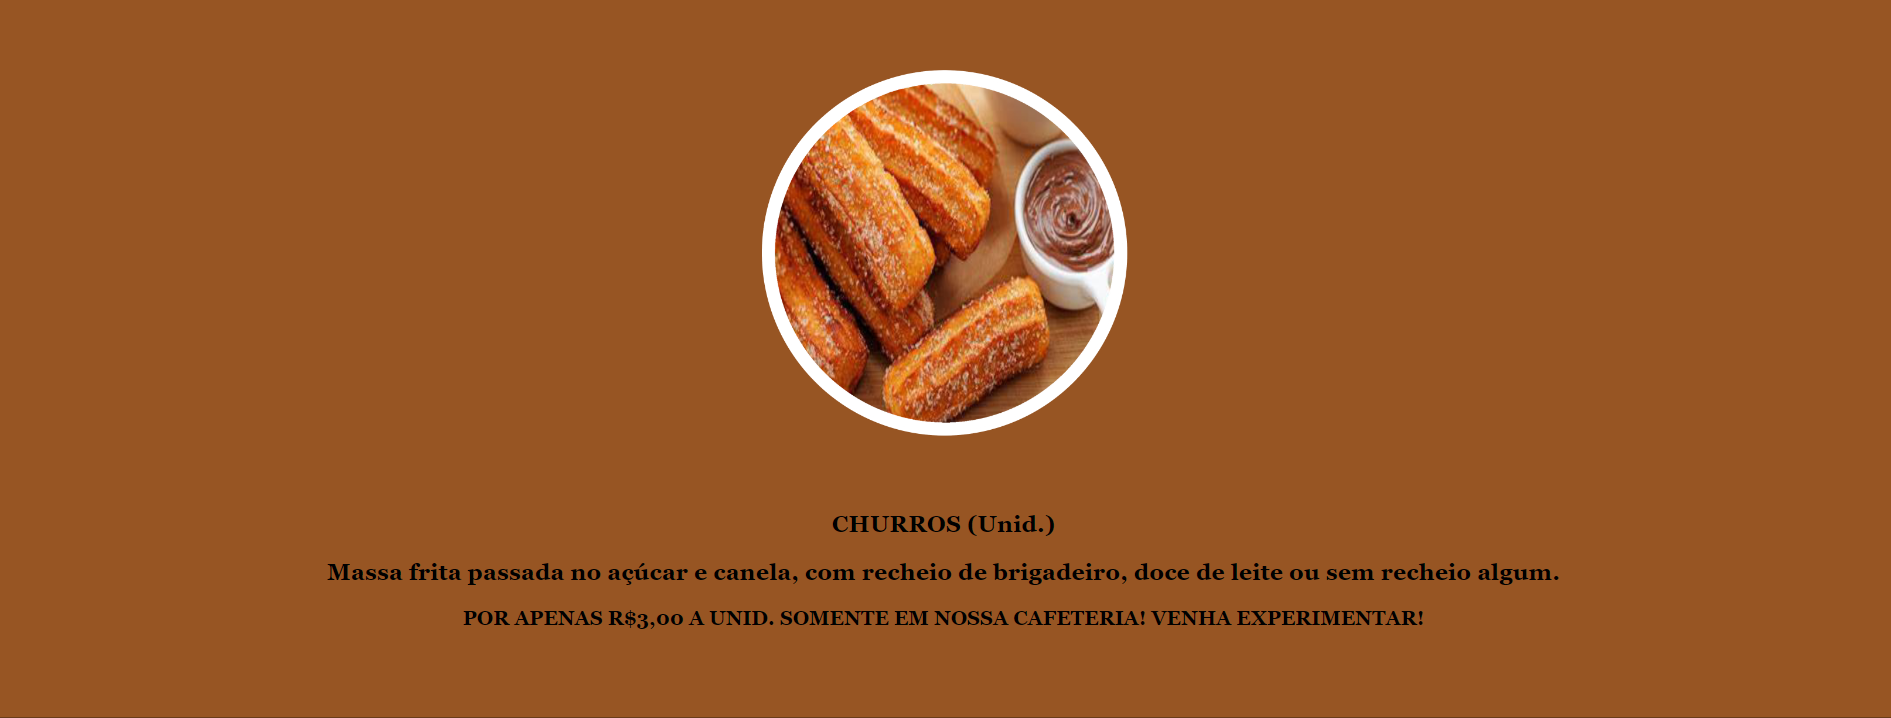 CHURROS (Unid.)
Massa frita passada no açúcar e canela, com recheio de brigadeiro, doce de leite ou sem recheio algum.
POR APENAS R$3,00 A UNID. SOMENTE EM NOSSA CAFETERIA! VENHA EXPERIMENTAR!